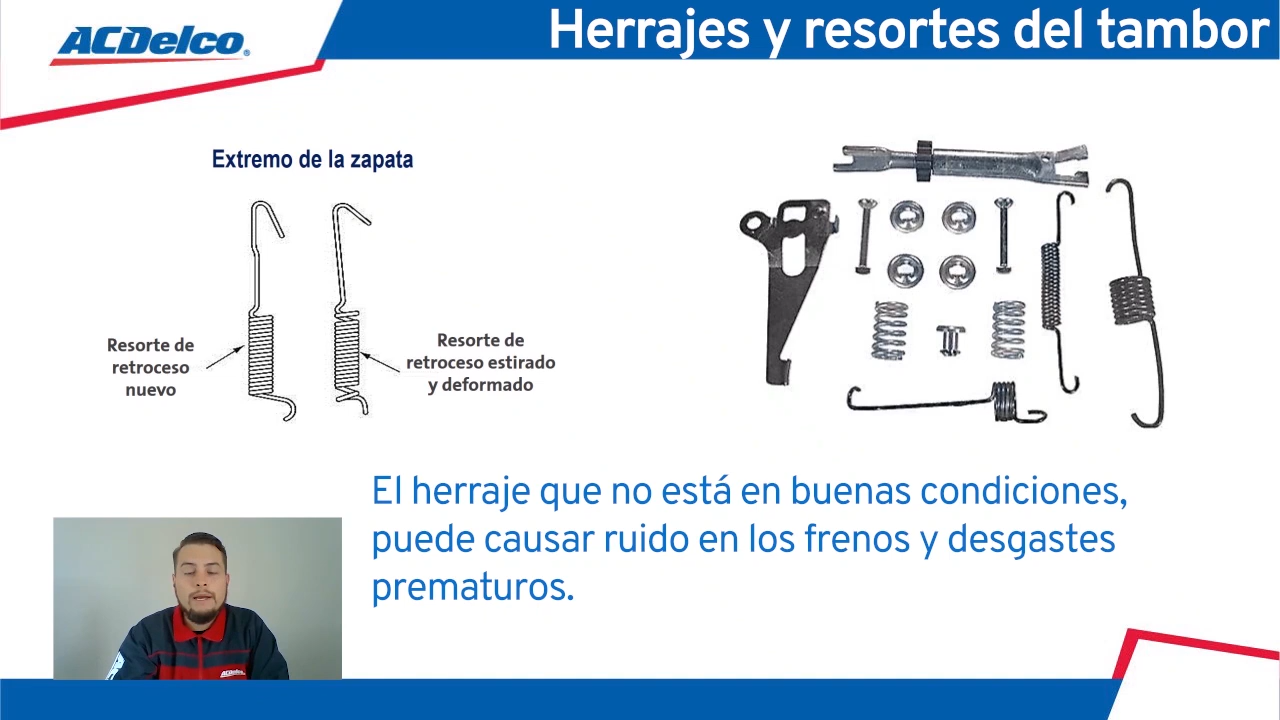 ACDelco
Herrajes y resortes del tambor
Extremo de la zapata
Resorte de
retroceso
nuevo
Resorte de
retroceso estirado
y deformado
El herraje que no está en buenas condiciones,
puede causar ruido en los frenos y desgastes
prematuros.
ACDelco